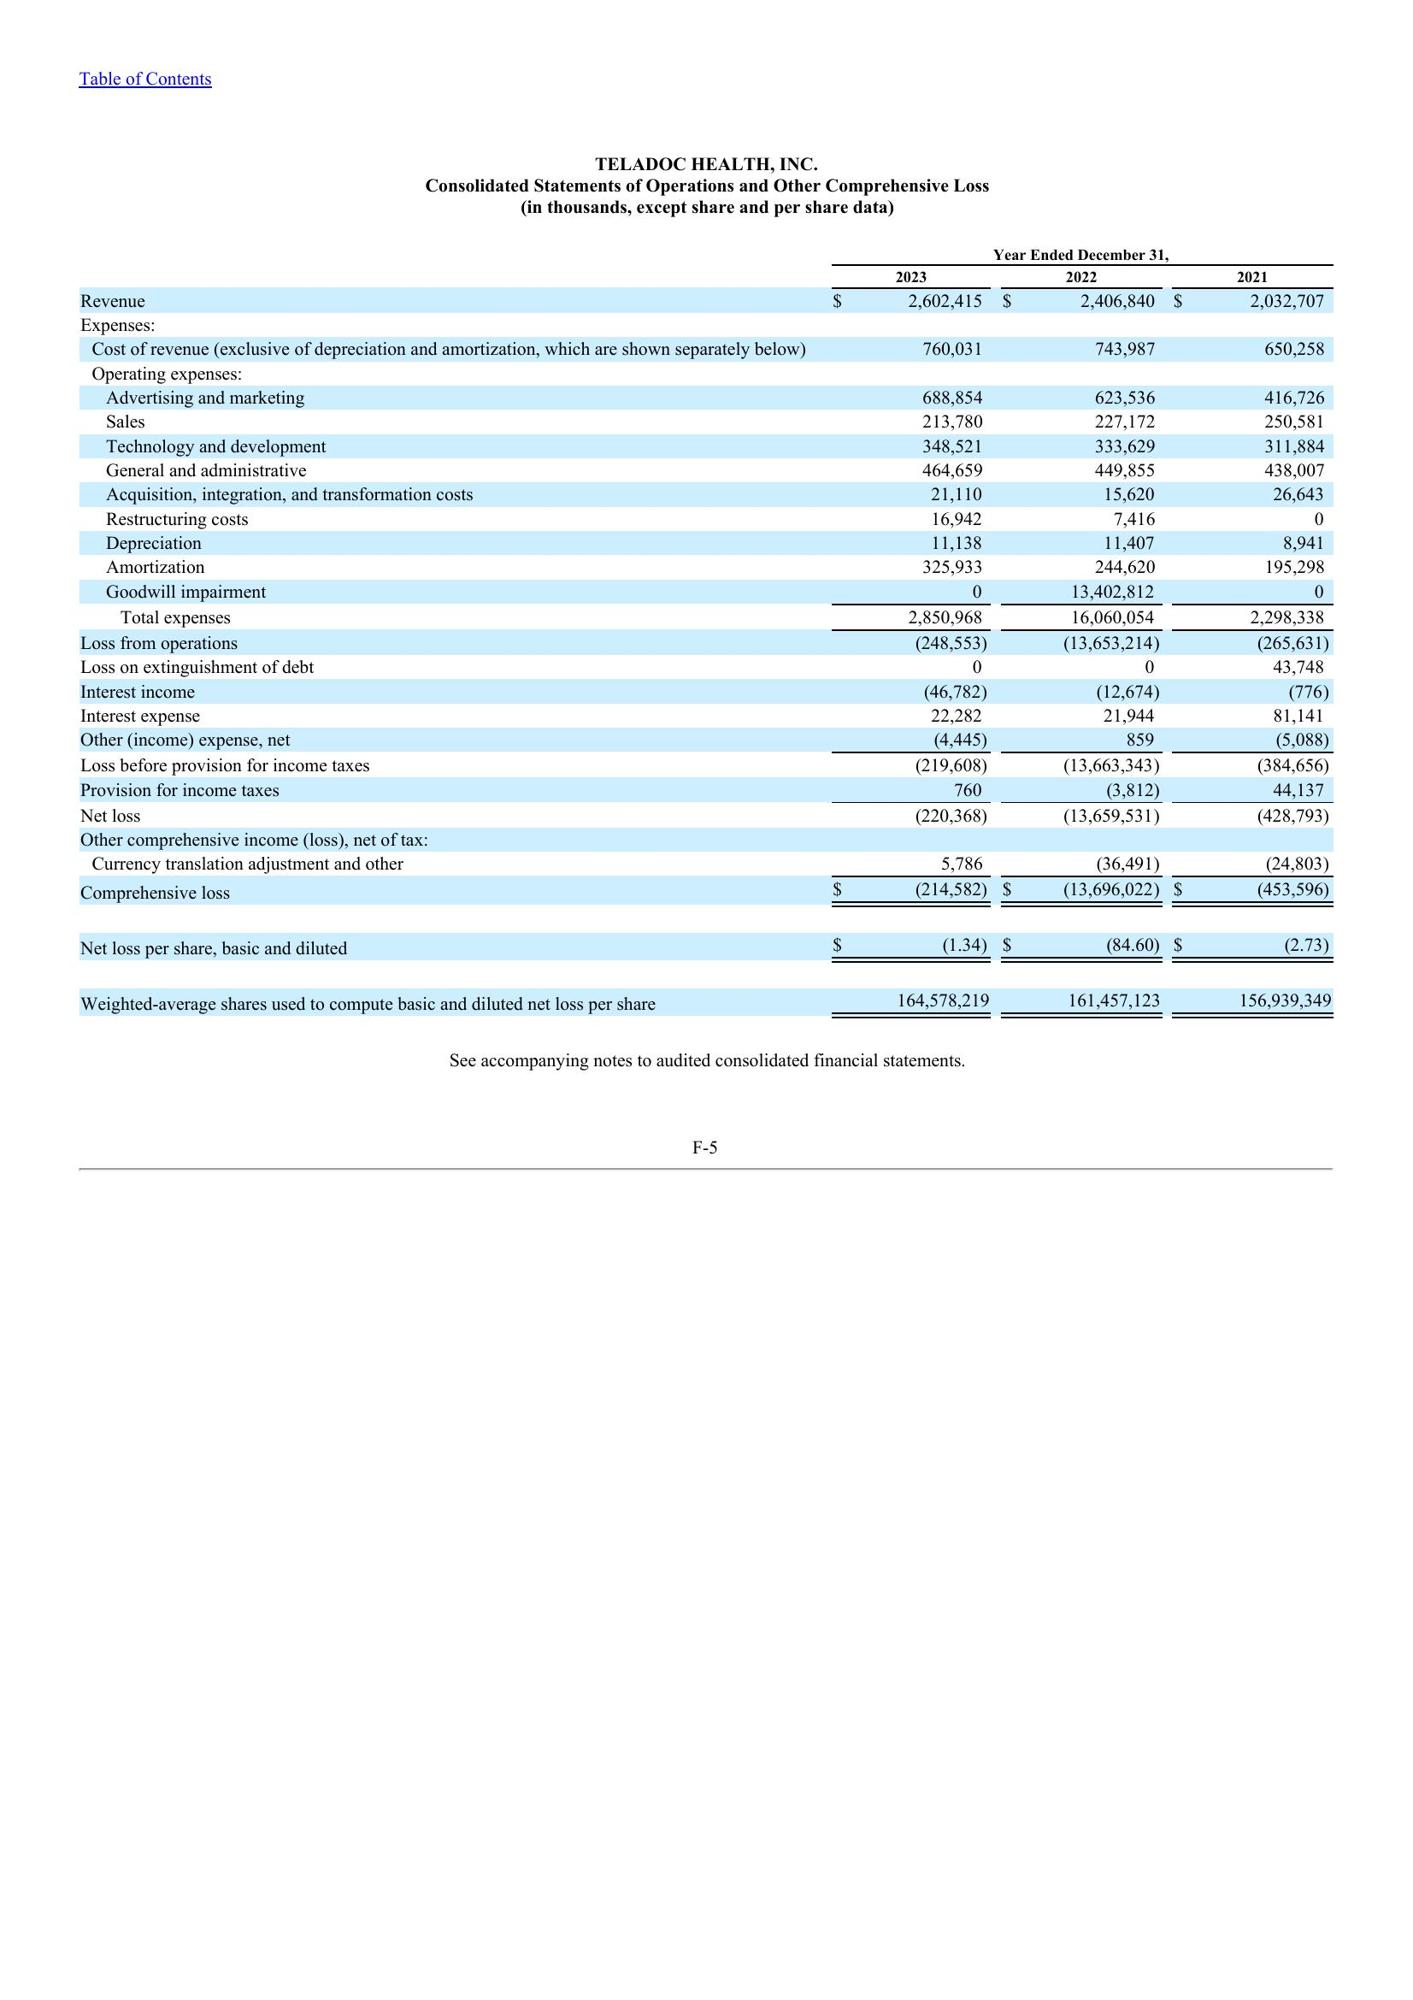 Table of Contents
TELADOC HEALTH, INC.
Consolidated Statements of Operations and Other Comprehensive Loss
(in thousands, except share and per share data)
Year Ended December 31,
2023 2022 2021
Revenue $ 2,602,415 $ 2,406,840 $ 2,032,707
Expenses:
Cost of revenue (exclusive of depreciation and amortization, which are shown separately below) 760,031 743,987 650,258
Operating expenses:
Advertising and marketing 688,854 623,536 416,726
Sales 213,780 227,172 250,581
Technology and development 348,521 333,629 311,884
General and administrative 464,659 449,855 438,007
Acquisition, integration, and transformation costs 21,110 15,620 26,643
Restructuring costs 16,942 7,416 0
Depreciation 11,138 11,407 8,941
Amortization 325,933 244,620 195,298
Goodwill impairment 0 13,402,812 0
Total expenses 2,850,968 16,060,054 2,298,338
Loss from operations (248,553) (13,653,214) (265,631)
Loss on extinguishment of debt 0 0 43,748
Interest income (46,782) (12,674) (776)
Interest expense 22,282 21,944 81,141
Other (income) expense, net (4,445) 859 (5,088)
Loss before provision for income taxes (219,608) (13,663,343) (384,656)
Provision for income taxes 760 (3,812) 44,137
Net loss (220,368) (13,659,531) (428,793)
Other comprehensive income (loss), net of tax:
Currency translation adjustment and other 5,786 (36,491) (24,803)
Comprehensive loss $ (214,582) $ (13,696,022) $ (453,596)
Net loss per share, basic and diluted $ (1.34) $ (84.60) $ (2.73)
Weighted-average shares used to compute basic and diluted net loss per share 164,578,219 161,457,123 156,939,349
See accompanying notes to audited consolidated financial statements.
F-5